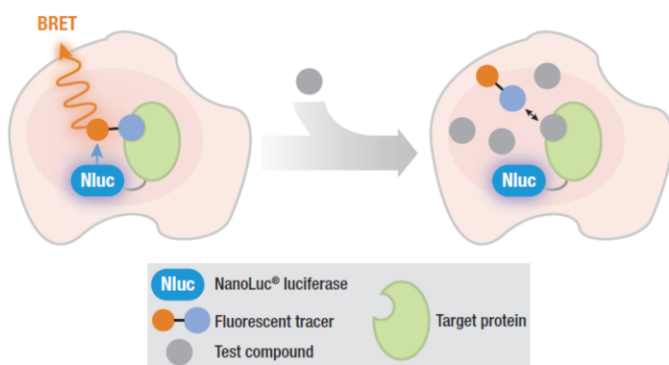 BRET
Nluc
Nluc
Nluc NanoLuc® luciferase
Fluorescent tracer
Test compound
Target protein